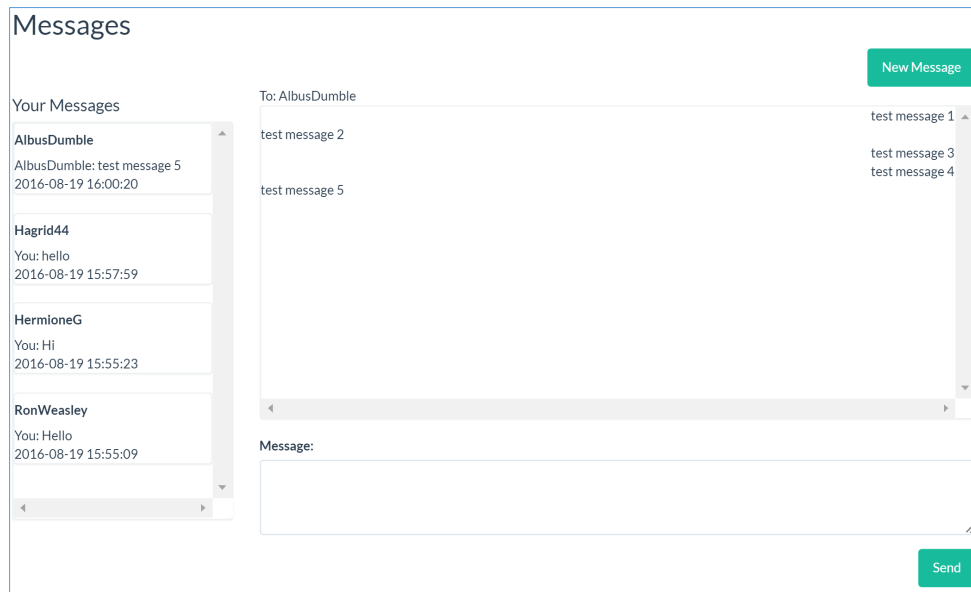 Messages
New Message
Your Messages
AlbusDumble
AlbusDumble: test message 5
2016-08-19 16:00:20
Hagrid44
You: hello
2016-08-19 15:57:59
HermioneG
You: Hi
2016-08-19 15:55:23
RonWeasley
You: Hello
2016-08-19 15:55:09
To: AlbusDumble
test message 1
test message 2
test message 3
test message 4
test message 5
Message:
Send